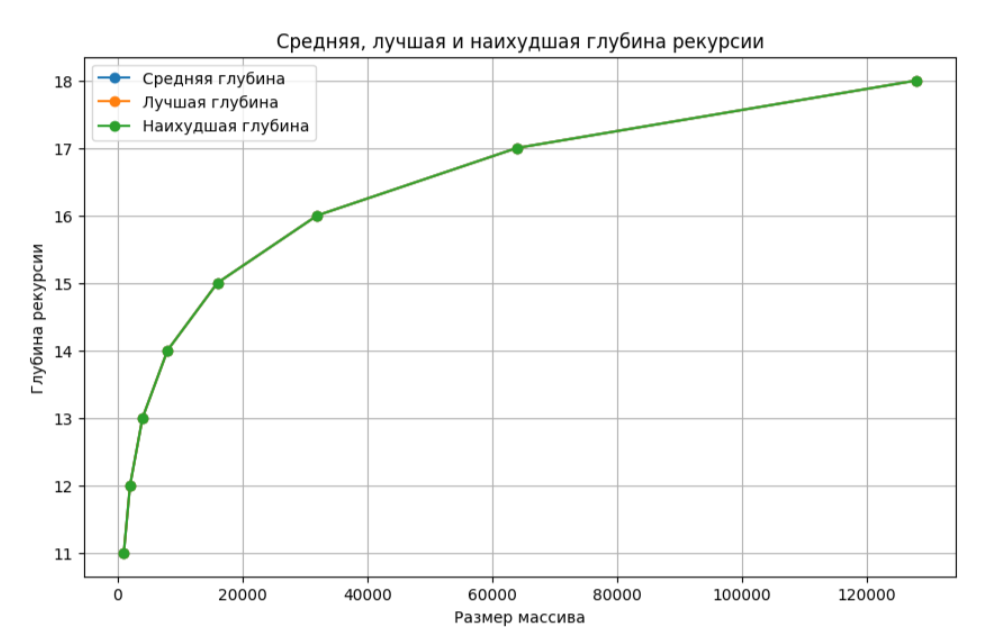 Средняя, лучшая и наихудшая глубина рекурсии
Средняя глубина
Лучшая глубина
Наихудшая глубина
Глубина рекурсии
18
17
16
15
14
13
12
11
0 20000 40000 60000 80000 100000 120000
Размер массива